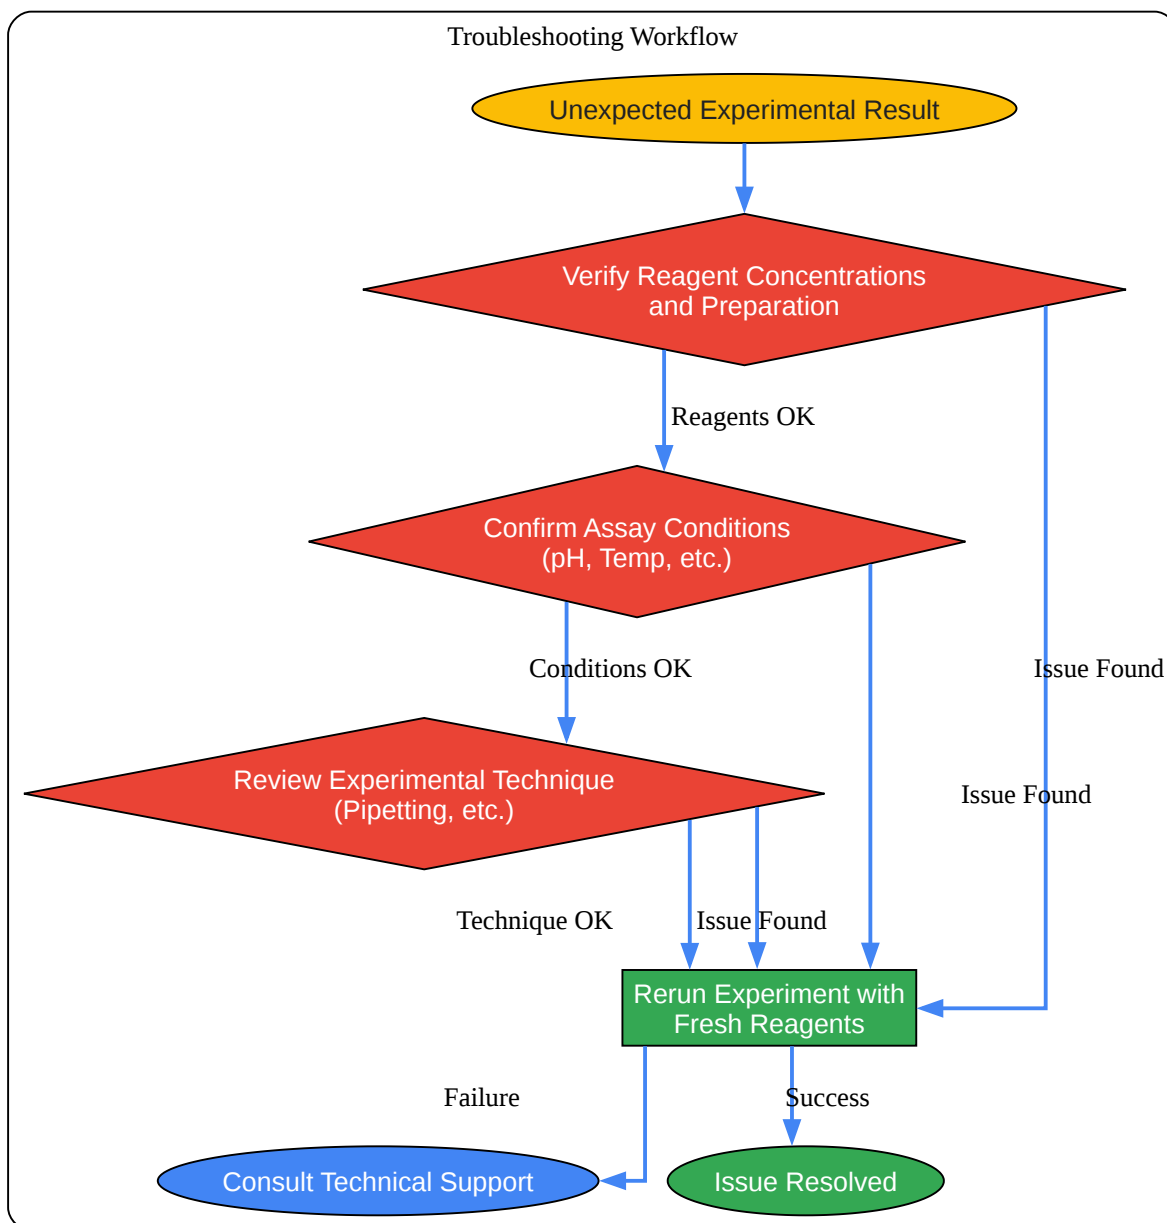 Troubleshooting Workflow
Unexpected Experimental Result
Verify Reagent Concentrations
and Preparation
Reagents OK
Confirm Assay Conditions
(pH, Temp, etc.)
Conditions OK
Issue Found
Review Experimental Technique
(Pipetting, etc.)
Issue Found
Technique OK
Issue Found
Rerun Experiment with
Fresh Reagents
Failure
Success
Consult Technical Support
Issue Resolved